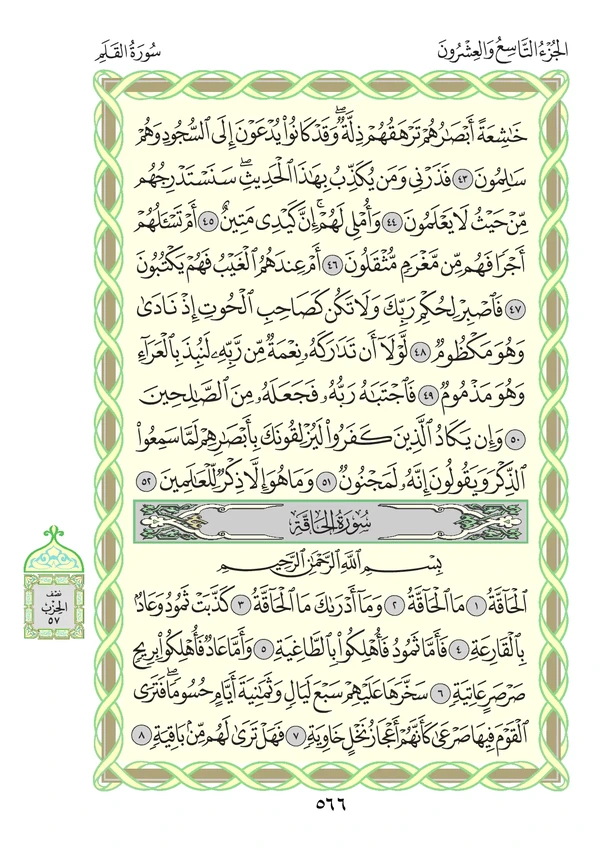 الجُزْءُ التَّاسِعُ وَالعِشْرُونَ
سُورَةُ القَلَمِ
خَٰشِعَةً أَبْصَٰرُهُمْ تَرْهَقُهُمْ ذِلَّةٌۖ وَقَدْ كَانُوا۟ يُدْعَوْنَ إِلَى ٱلسُّجُودِ وَهُمْ
سَٰلِمُونَ ٤٣ فَذَرْنِى وَمَن يُكَذِّبُ بِهَٰذَا ٱلْحَدِيثِۖ سَنَسْتَدْرِجُهُم
مِّنْ حَيْثُ لَا يَعْلَمُونَ ٤٤ وَأُمْلِى لَهُمْۚ إِنَّ كَيْدِى مَتِينٌ ٤٥ أَمْ تَسْـَٔلُهُمْ
أَجْرًا فَهُم مِّن مَّغْرَمٍ مُّثْقَلُونَ ٤٦ أَمْ عِندَهُمُ ٱلْغَيْبُ فَهُمْ يَكْتُبُونَ
٤٧ فَٱصْبِرْ لِحُكْمِ رَبِّكَ وَلَا تَكُن كَصَاحِبِ ٱلْحُوتِ إِذْ نَادَىٰ
وَهُوَ مَكْظُومٌ ٤٨ لَّوْلَآ أَن تَدَٰرَكَهُۥ نِعْمَةٌ مِّن رَّبِّهِۦ لَنُبِذَ بِٱلْعَرَآءِ
وَهُوَ مَذْمُومٌ ٤٩ فَٱجْتَبَٰهُ رَبُّهُۥ فَجَعَلَهُۥ مِنَ ٱلصَّٰلِحِينَ
٥٠ وَإِن يَكَادُ ٱلَّذِينَ كَفَرُوا۟ لَيُزْلِقُونَكَ بِأَبْصَٰرِهِمْ لَمَّا سَمِعُوا۟
ٱلذِّكْرَ وَيَقُولُونَ إِنَّهُۥ لَمَجْنُونٌ ٥١ وَمَا هُوَ إِلَّا ذِكْرٌ لِّلْعَٰلَمِينَ ٥٢
سُورَةُ الحَاقَّةِ
بِسْمِ ٱللَّهِ ٱلرَّحْمَٰنِ ٱلرَّحِيمِ
ٱلْحَآقَّةُ ١ مَا ٱلْحَآقَّةُ ٢ وَمَآ أَدْرَىٰكَ مَا ٱلْحَآقَّةُ ٣ كَذَّبَتْ ثَمُودُ وَعَادٌۢ
بِٱلْقَارِعَةِ ٤ فَأَمَّا ثَمُودُ فَأُهْلِكُوا۟ بِٱلطَّاغِيَةِ ٥ وَأَمَّا عَادٌ فَأُهْلِكُوا۟ بِرِيحٍ
صَرْصَرٍ عَاتِيَةٍ ٦ سَخَّرَهَا عَلَيْهِمْ سَبْعَ لَيَالٍ وَثَمَٰنِيَةَ أَيَّامٍ حُسُومًاۖ فَتَرَى
ٱلْقَوْمَ فِيهَا صَرْعَىٰ كَأَنَّهُمْ أَعْجَازُ نَخْلٍ خَاوِيَةٍ ٧ فَهَلْ تَرَىٰ لَهُم مِّنۢ بَاقِيَةٍ ٨
نصف
الحزب
٥٧
٥٦٦